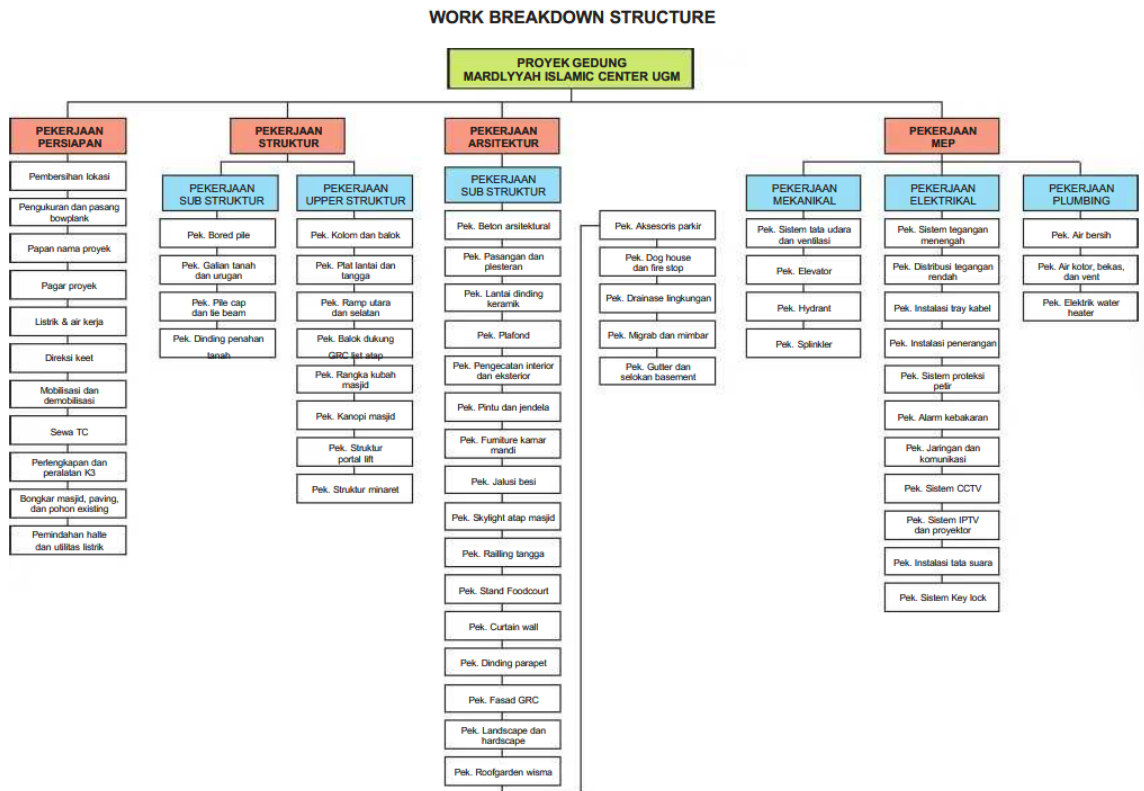 WORK BREAKDOWN STRUCTURE
PROYEK GEDUNG
MARDLYYAH ISLAMIC CENTER UGM
PEKERJAAN
PERSIAPAN
Pembersihan lokasi
Pengukuran dan pasang
bowplank
Papan nama proyek
Pagar proyek
Listrik & air kerja
Direksi keet
Mobilisasi dan
demobilisasi
Sewa TC
Perlengkapan dan
peralatan K3
Bongkar masjid, paving,
dan pohon existing
Pemindahan halte
dan utilitas listrik
PEKERJAAN
STRUKTUR
PEKERJAAN
SUB STRUKTUR
Pek. Bored pile
Pek. Galian tanah
dan urugan
Pek. Pile cap
dan tie beam
Pek. Dinding penahan
tanah
PEKERJAAN
UPPER STRUKTUR
Pek. Kolom dan balok
Pek. Plat lantai dan
tangga
Pek. Ramp utara
dan selatan
Pek. Balok dukung
GRC list atap
Pek. Rangka kubah
masjid
Pek. Kanopi masjid
Pek. Struktur
portal lift
Pek. Struktur minaret
PEKERJAAN
ARSITEKTUR
PEKERJAAN
SUB STRUKTUR
Pek. Beton arsitektural
Pek. Pasangan dan
plesteran
Pek. Lantai dinding
keramik
Pek. Plafond
Pek. Pengecatan interior
dan eksterior
Pek. Pintu dan jendela
Pek. Furniture kamar
mandi
Pek. Jalusi besi
Pek. Skylight atap masjid
Pek. Railling tangga
Pek. Stand Foodcourt
Pek. Curtain wall
Pek. Dinding parapet
Pek. Fasad GRC
Pek. Landscape dan
hardscape
Pek. Roofgarden wisma
Pek. Aksesoris parkir
Pek. Dog house
dan fire stop
Pek. Drainase lingkungan
Pek. Migrab dan mimbar
Pek. Gutter dan
selokan basement
PEKERJAAN
MEP
PEKERJAAN
MEKANIKAL
Pek. Sistem tata udara
dan ventilasi
Pek. Elevator
Pek. Hydrant
Pek. Splinkler
PEKERJAAN
ELEKTRIKAL
Pek. Sistem tegangan
menengah
Pek. Distribusi tegangan
rendah
Pek. Instalasi tray kabel
Pek. Instalasi penerangan
Pek. Sistem proteksi
petir
Pek. Alarm kebakaran
Pek. Jaringan dan
komunikasi
Pek. Sistem CCTV
Pek. Sistem IPTV
dan proyektor
Pek. Instalasi tata suara
Pek. Sistem Key lock
PEKERJAAN
PLUMBING
Pek. Air bersih
Pek. Air kotor, bekas,
dan vent
Pek. Elektrik water
heater